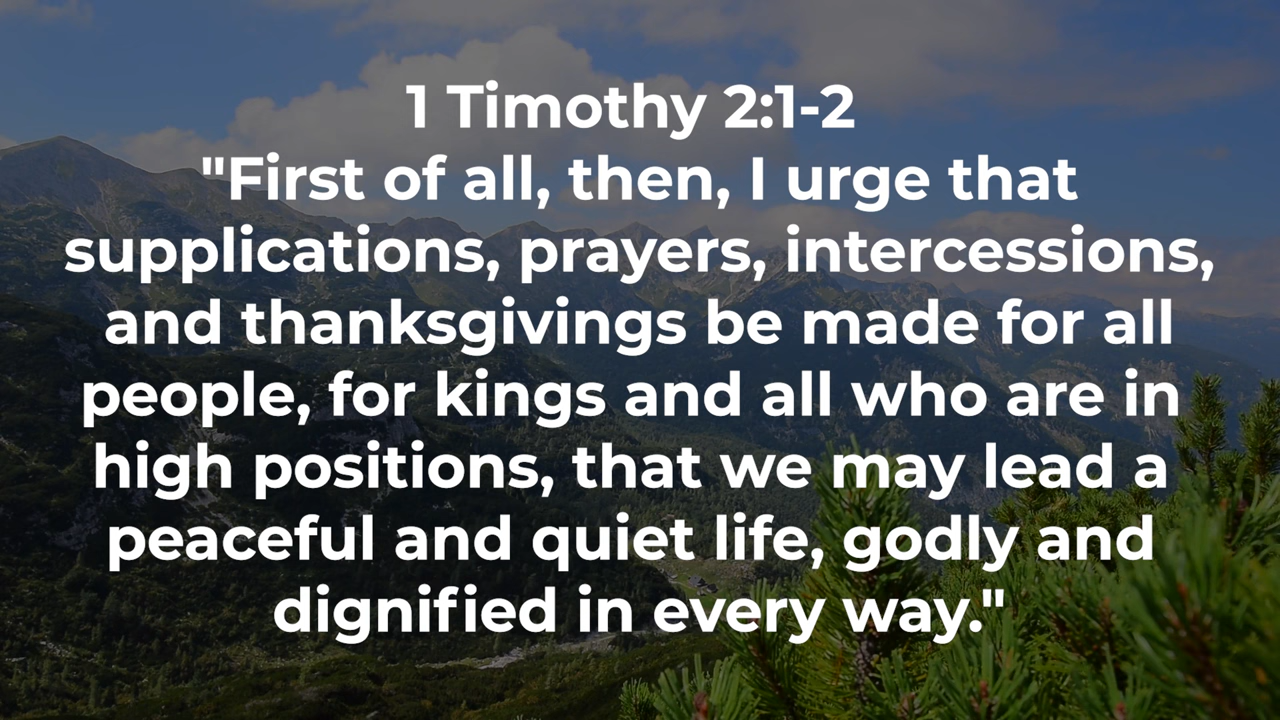 1 Timothy 2:1-2
"First of all, then, I urge that
supplications, prayers, intercessions,
and thanksgivings be made for all
people, for kings and all who are in
high positions, that we may lead a
peaceful and quiet life, godly and
dignified in every way."